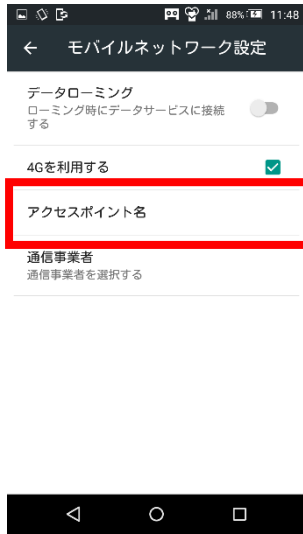 88% 11:48
モバイルネットワーク設定
データローミング
ローミング時にデータサービスに接続
する
4Gを利用する
アクセスポイント名
通信事業者
通信事業者を選択する